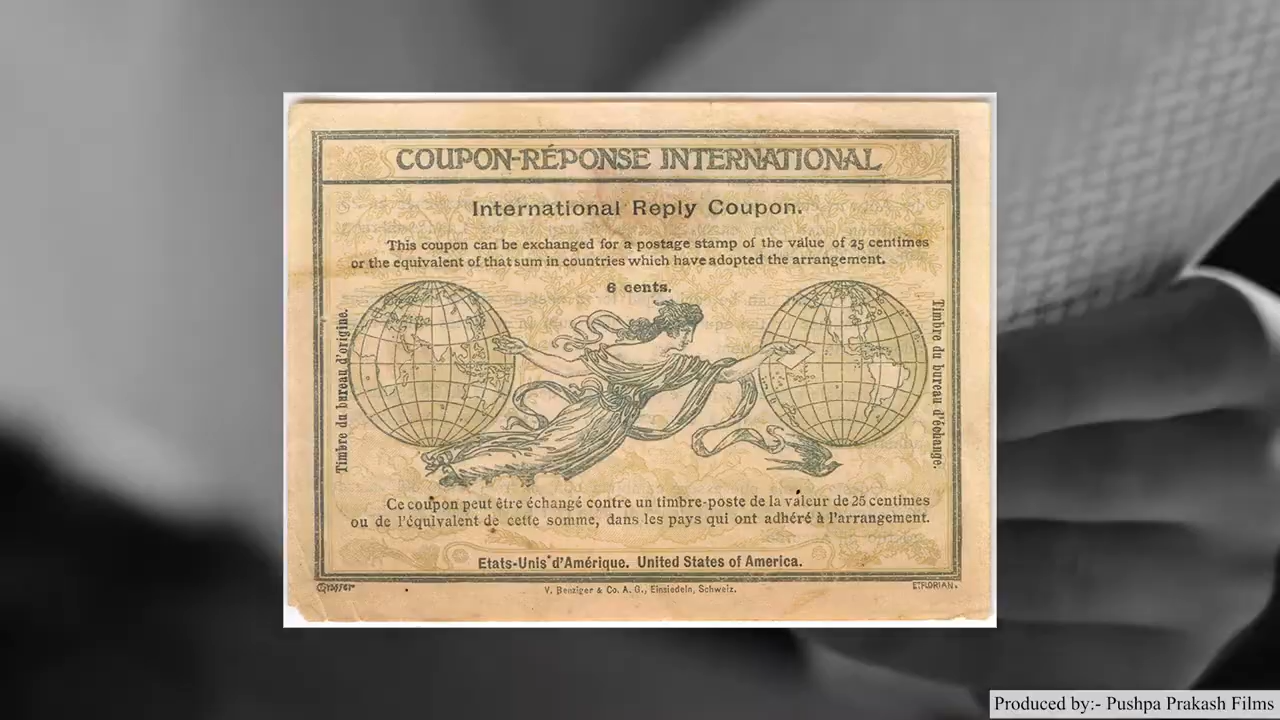 COUPON-RÉPONSE INTERNATIONAL
International Reply Coupon.
This coupon can be exchanged for a postage stamp of the value of 25 centimes
or the equivalent of that sum in countries which have adopted the arrangement.
6 cents.
Timbre du bureau d'origine.
Timbre du bureau d'échange.
Ce coupon peut être échangé contre un timbre-poste de la valeur de 25 centimes
ou de l'équivalent de cette somme, dans les pays qui ont adhéré à l'arrangement.
Etats-Unis d'Amérique. United States of America.
V. Benziger & Co. A. G., Einsiedeln, Schweiz.
E. FLORIAN.
Produced by:- Pushpa Prakash Films